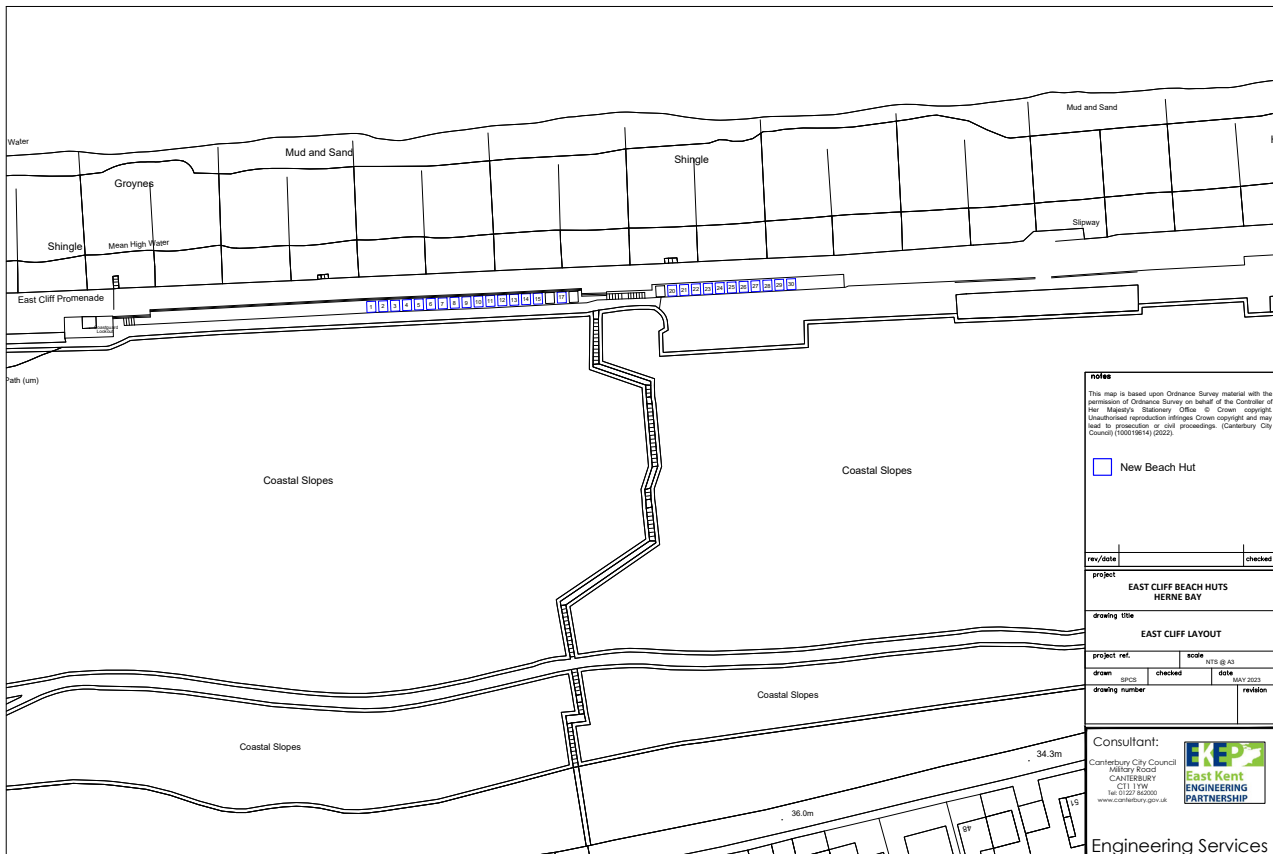 Mud and Sand
Water
Mud and Sand
Shingle
Groynes
Slipway
Shingle
Mean High Water
East Cliff Promenade
1 2 3 4 5 6 7 8 9 10 11 12 13 14 15 17
20 21 22 23 24 25 26 27 28 29 30
Coastguard
Lookout
Path (um)
Coastal Slopes
Coastal Slopes
Coastal Slopes
Coastal Slopes
34.3m
36.0m
48
51
notes
This map is based upon Ordnance Survey material with the
permission of Ordnance Survey on behalf of the Controller of
Her Majesty's Stationery Office © Crown copyright.
Unauthorised reproduction infringes Crown copyright and may
lead to prosecution or civil proceedings. (Canterbury City
Council) (100019614) (2022).
New Beach Hut
rev/date
checked
project
EAST CLIFF BEACH HUTS
HERNE BAY
drawing title
EAST CLIFF LAYOUT
project ref.
scale
NTS @ A3
drawn
SPCS
checked
date
MAY 2023
drawing number
revision
Consultant:
Canterbury City Council
Military Road
CANTERBURY
CT1 1YW
Tel: 01227 862000
www.canterbury.gov.uk
EKEP
East Kent
ENGINEERING
PARTNERSHIP
Engineering Services